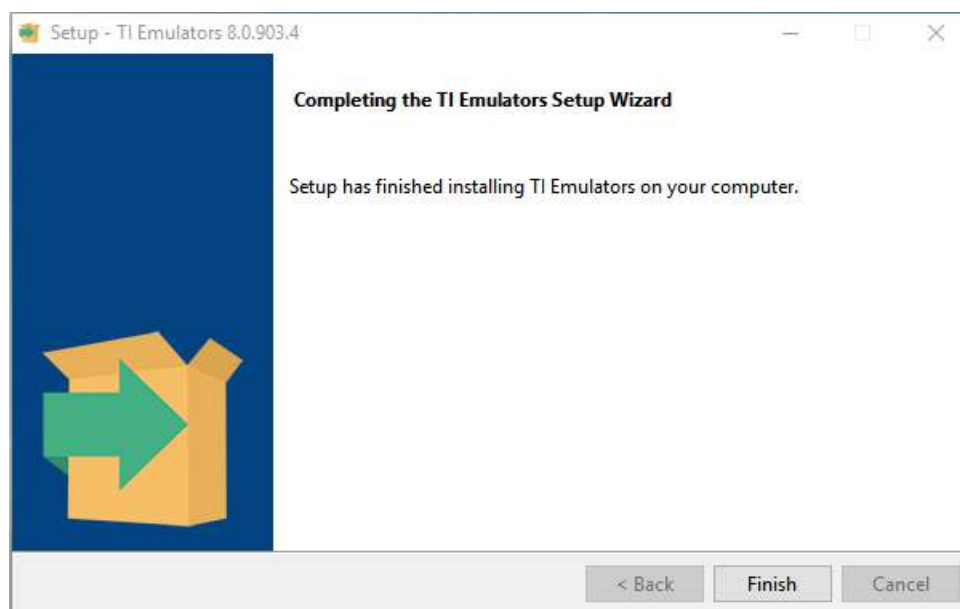 Setup - TI Emulators 8.0.903.4
Completing the TI Emulators Setup Wizard
Setup has finished installing TI Emulators on your computer.
< Back Finish Cancel